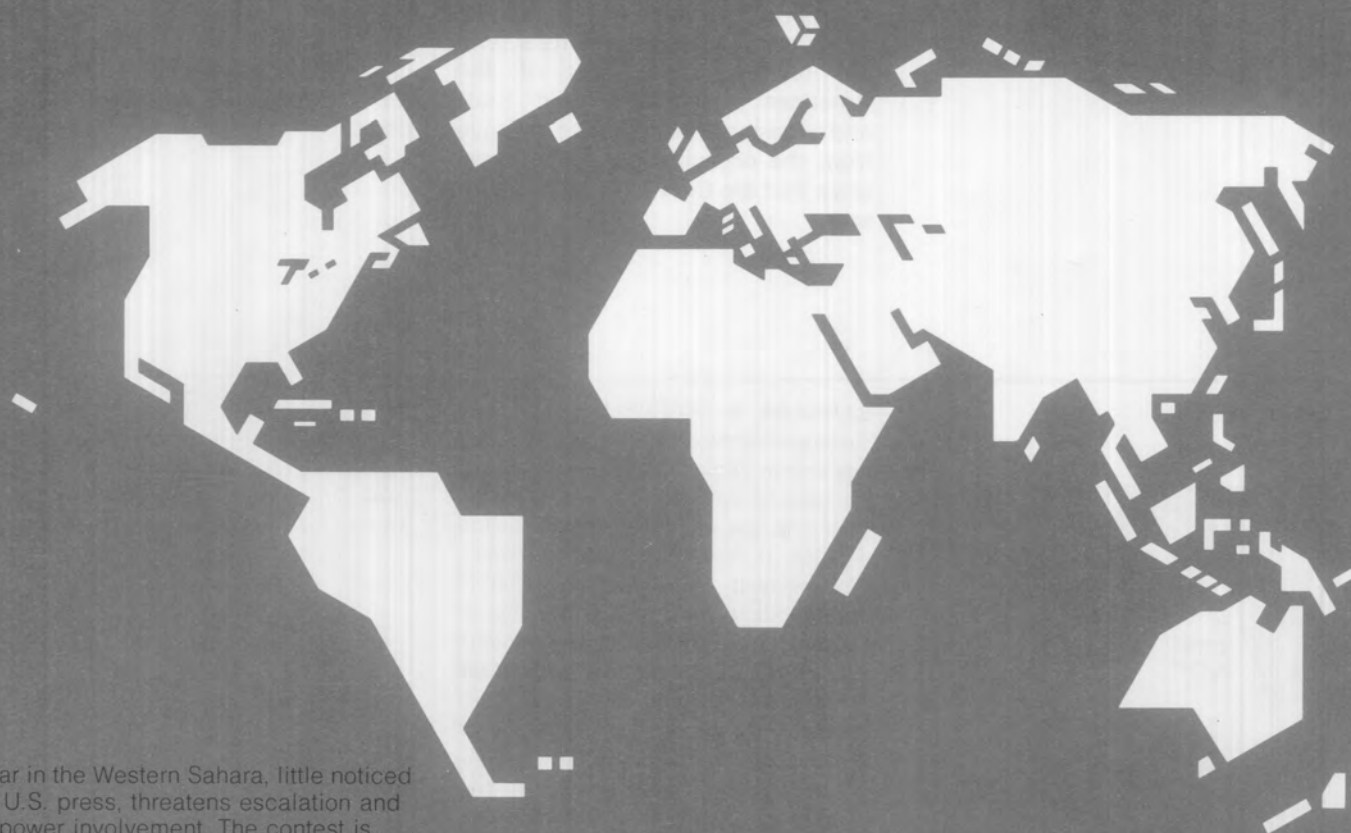 ar in the Western Sahara, little noticed
U.S. press, threatens escalation and
power involvement. The contest is